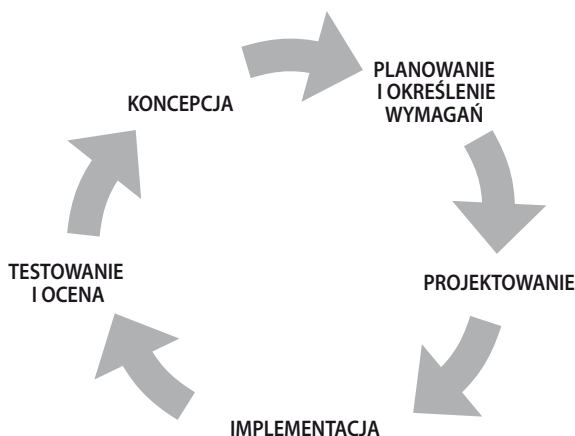 KONCEPCJA
PLANOWANIE
I OKREŚLENIE
WYMAGAŃ
PROJEKTOWANIE
IMPLEMENTACJA
TESTOWANIE
I OCENA